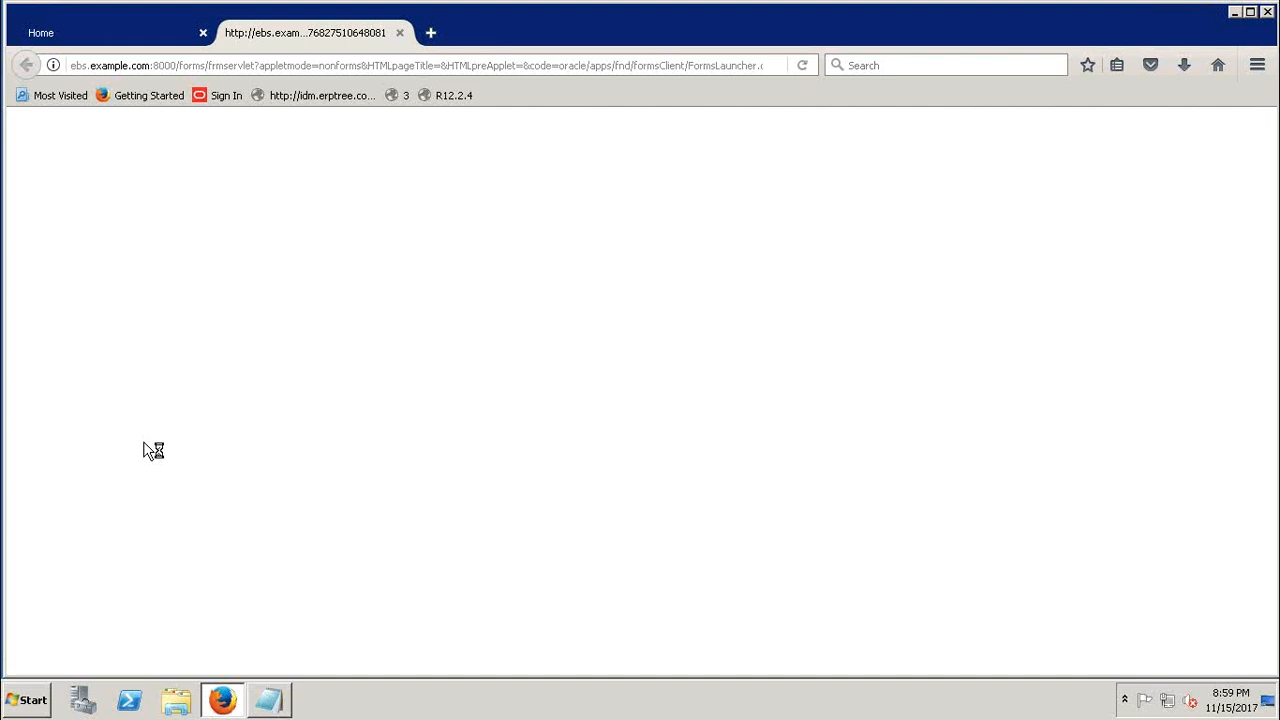 Home
http://ebs.exam...76827510648081
ebs.example.com:8000/forms/frmservlet?appletmode=nonforms&HTMLpageTitle=&HTMLpreApplet=&code=oracle/apps/fnd/formsClient/FormsLauncher.c
Search
Most Visited
Getting Started
Sign In
http://idm.erptree.co...
3
R12.2.4
Start
8:59 PM
11/15/2017